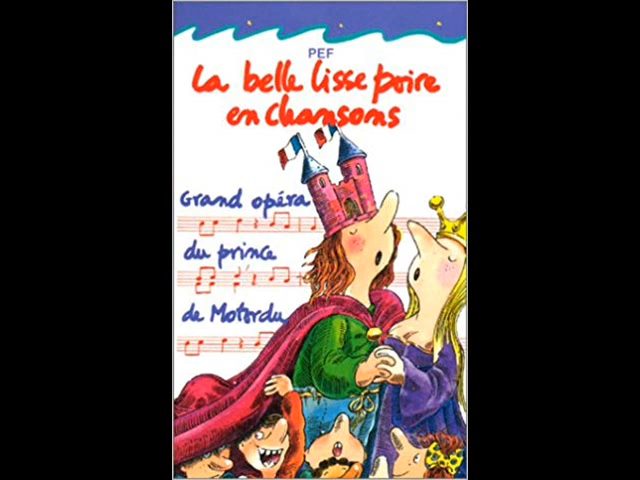 PEF
La belle lisse poire
en chansons
Grand opéra
du prince
de Motordu